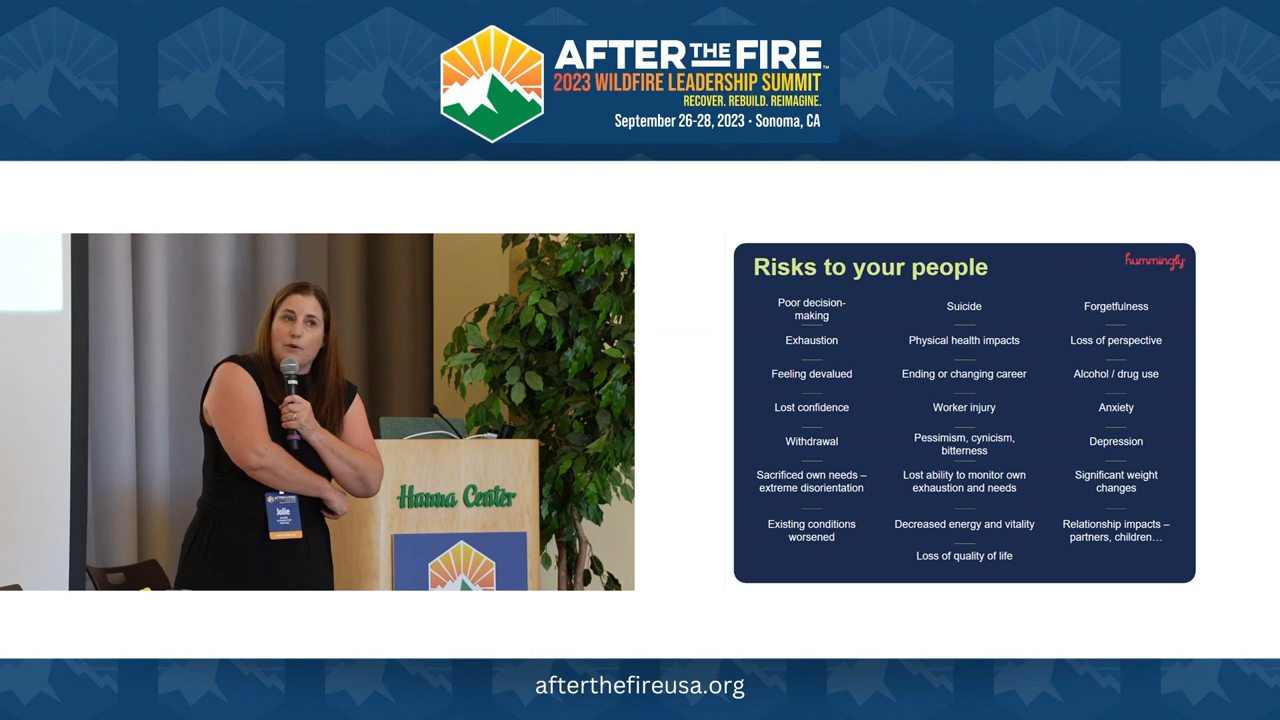 AFTER THE FIRE™
2023 WILDFIRE LEADERSHIP SUMMIT
RECOVER. REBUILD. REIMAGINE.
September 26-28, 2023 • Sonoma, CA
Jolie
Hanna Center
Risks to your people
hummingly
Poor decision-
making
Suicide
Forgetfulness
Exhaustion
Physical health impacts
Loss of perspective
Feeling devalued
Ending or changing career
Alcohol / drug use
Lost confidence
Worker injury
Anxiety
Withdrawal
Pessimism, cynicism,
bitterness
Depression
Sacrificed own needs –
extreme disorientation
Lost ability to monitor own
exhaustion and needs
Significant weight
changes
Existing conditions
worsened
Decreased energy and vitality
Relationship impacts –
partners, children…
Loss of quality of life
afterthefireusa.org